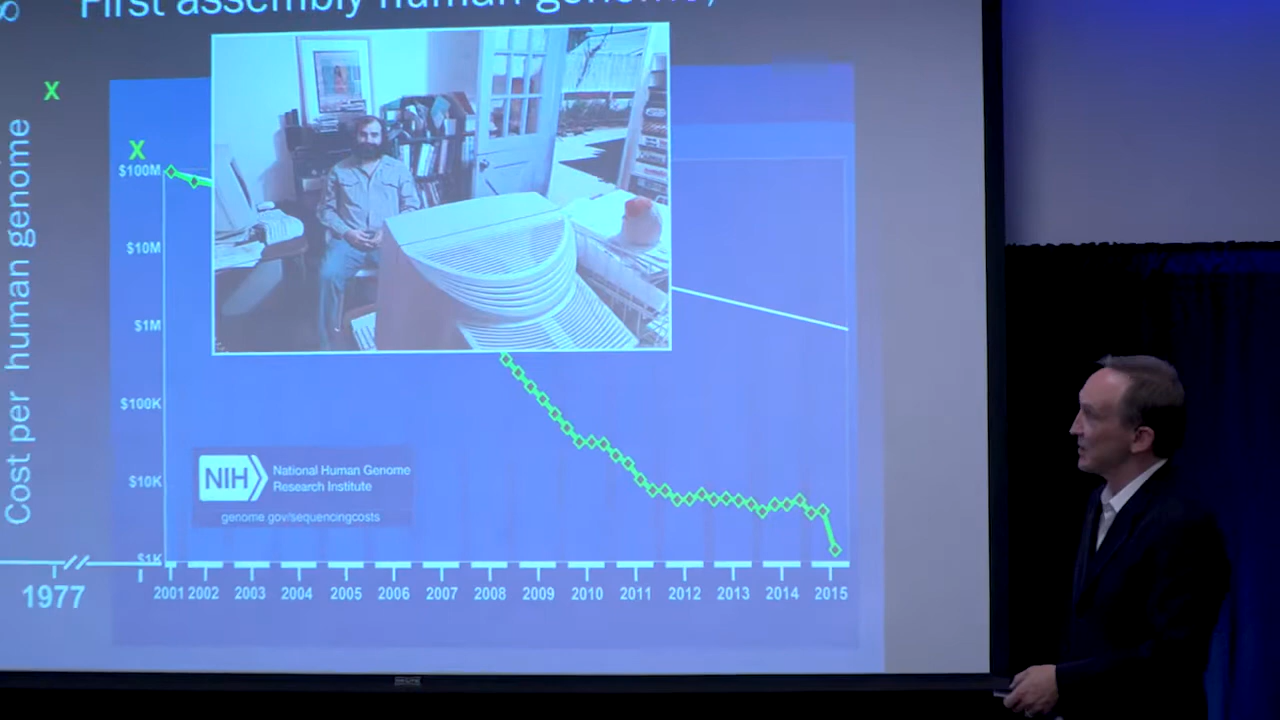 First assembly human genome,
Cost per human genome
X
X
$100M
$10M
$1M
$100K
$10K
$1K
NIH
National Human Genome
Research Institute
genome.gov/sequencingcosts
1977
2001 2002 2003 2004 2005 2006 2007 2008 2009 2010 2011 2012 2013 2014 2015